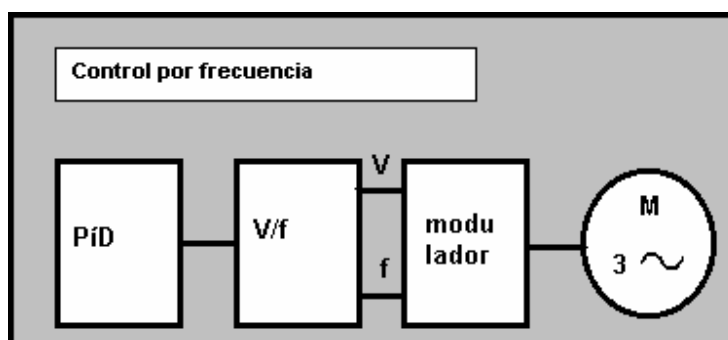 Control por frecuencia
PíD
V/f
V
f
modu
lador
M
3